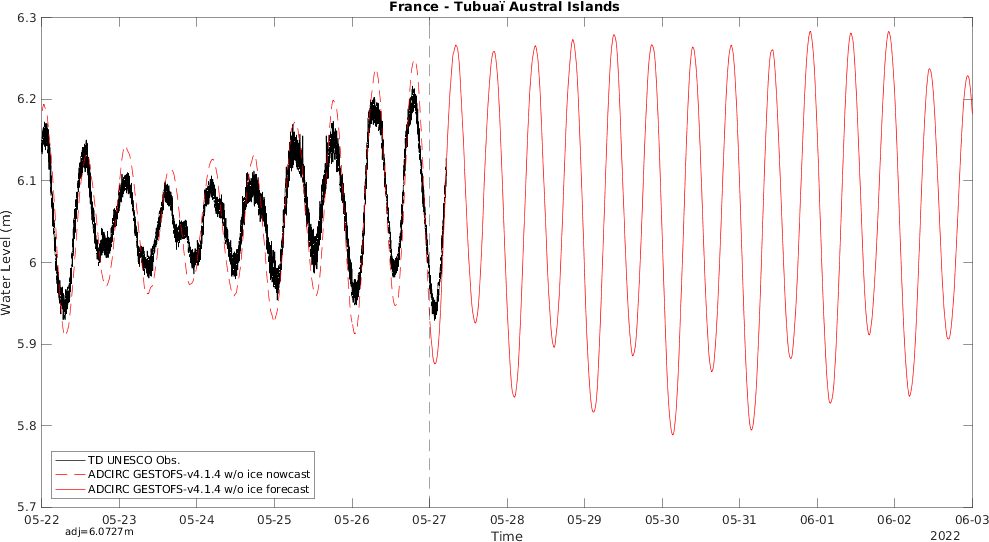 France - Tubuaï Austral Islands
6.3
6.2
6.1
6
5.9
5.8
5.7
Water Level (m)
TD UNESCO Obs.
ADCIRC GESTOFS-v4.1.4 w/o ice nowcast
ADCIRC GESTOFS-v4.1.4 w/o ice forecast
05-22 05-23 05-24 05-25 05-26 05-27 05-28 05-29 05-30 05-31 06-01 06-02 06-03
adj=6.0727m
Time
2022